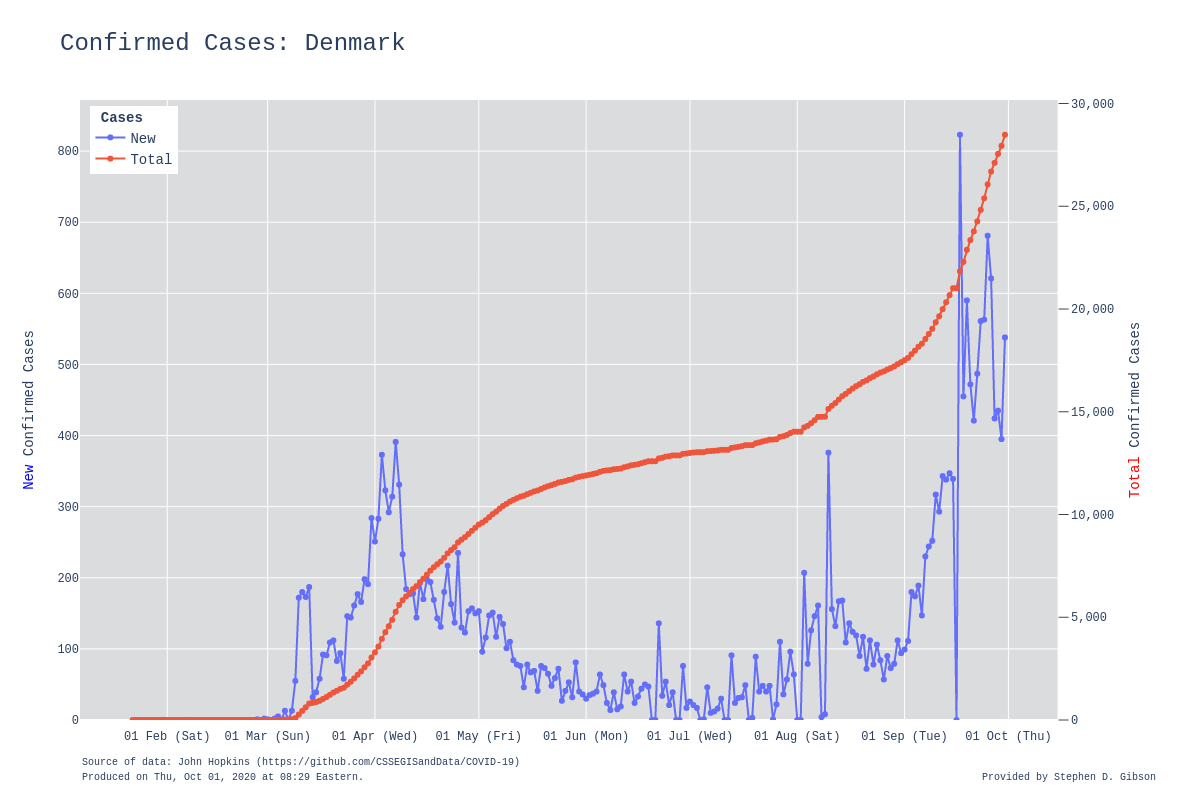 Confirmed Cases: Denmark
Cases
New
Total
800
700
600
500
400
300
200
100
0
30,000
25,000
20,000
15,000
10,000
5,000
0
New Confirmed Cases
Total Confirmed Cases
01 Feb (Sat)
01 Mar (Sun)
01 Apr (Wed)
01 May (Fri)
01 Jun (Mon)
01 Jul (Wed)
01 Aug (Sat)
01 Sep (Tue)
01 Oct (Thu)
Source of data: John Hopkins (https://github.com/CSSEGISandData/COVID-19)
Produced on Thu, Oct 01, 2020 at 08:29 Eastern.
Provided by Stephen D. Gibson